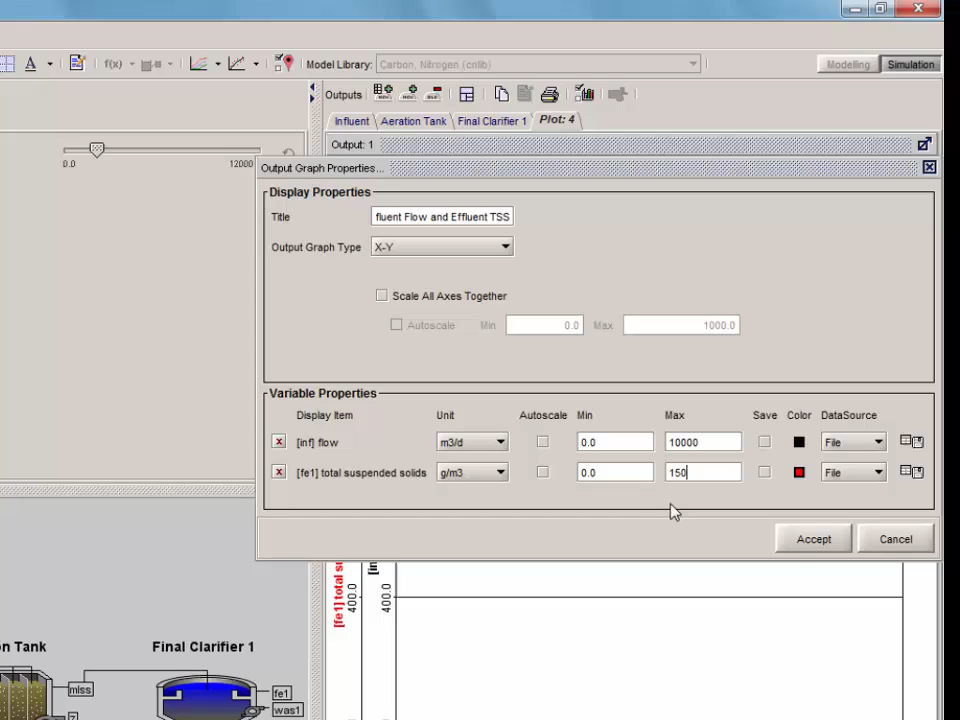 A f(x) Model Library: Carbon, Nitrogen (cnlib) Modelling Simulation
Outputs
Influent Aeration Tank Final Clarifier 1 Plot: 4
Output: 1
0.0 12000
Output Graph Properties...
Display Properties
Title fluent Flow and Effluent TSS
Output Graph Type X-Y
Scale All Axes Together
Autoscale Min 0.0 Max 1000.0
Variable Properties
Display Item Unit Autoscale Min Max Save Color DataSource
x [inf] flow m3/d 0.0 10000 File
x [fe1] total suspended solids g/m3 0.0 150 File
Accept Cancel
[fe1] total su
[in
400.0
400.0
on Tank
Final Clarifier 1
mlss
fe1
was1